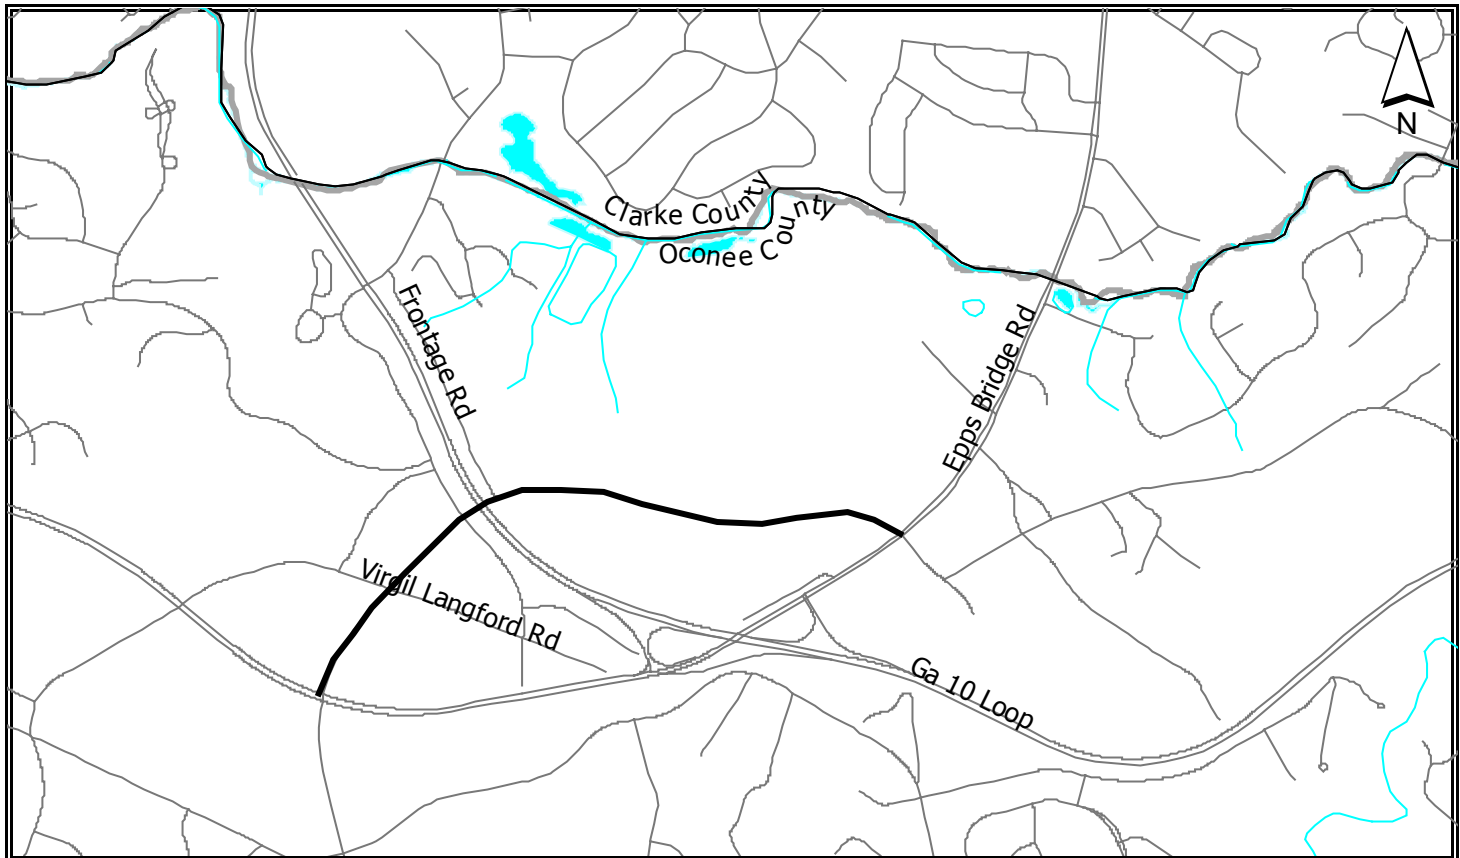 N
Clarke County
Oconee County
Frontage Rd
Epps Bridge Rd
Virgil Langford Rd
Ga 10 Loop